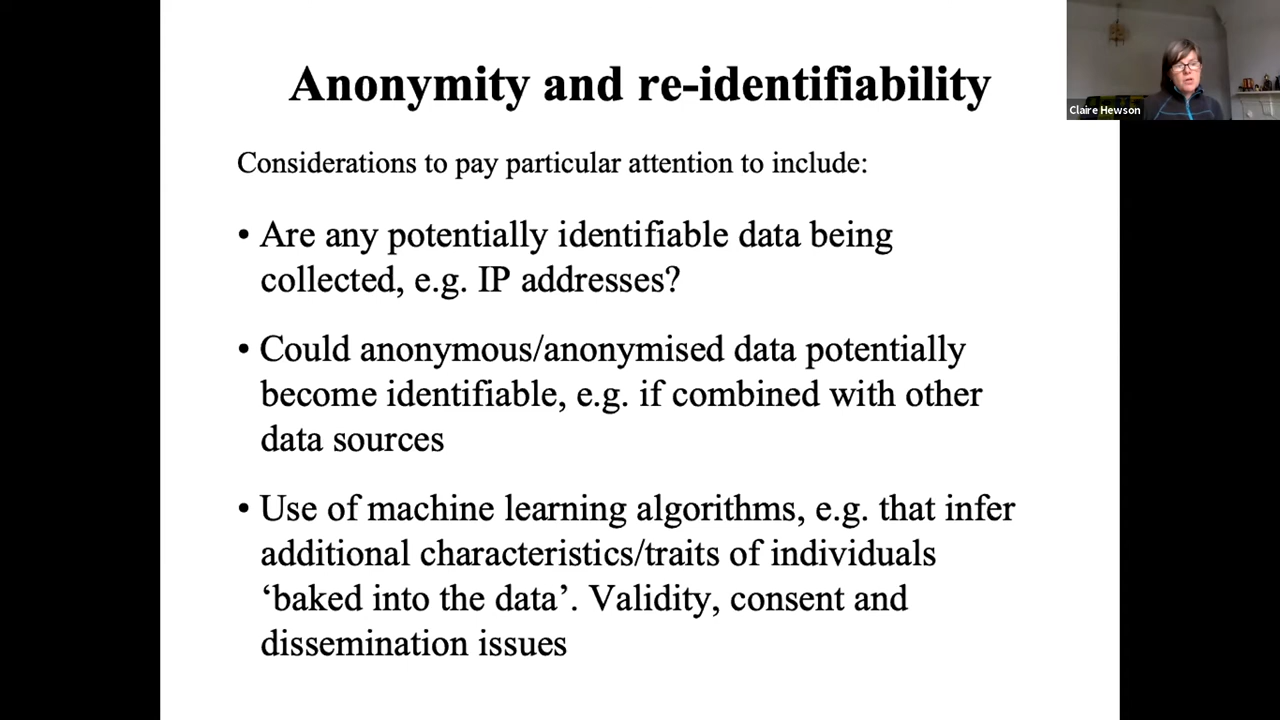 Anonymity and re-identifiability
Claire Hewson
Considerations to pay particular attention to include:
• Are any potentially identifiable data being
collected, e.g. IP addresses?
• Could anonymous/anonymised data potentially
become identifiable, e.g. if combined with other
data sources
• Use of machine learning algorithms, e.g. that infer
additional characteristics/traits of individuals
‘baked into the data’. Validity, consent and
dissemination issues